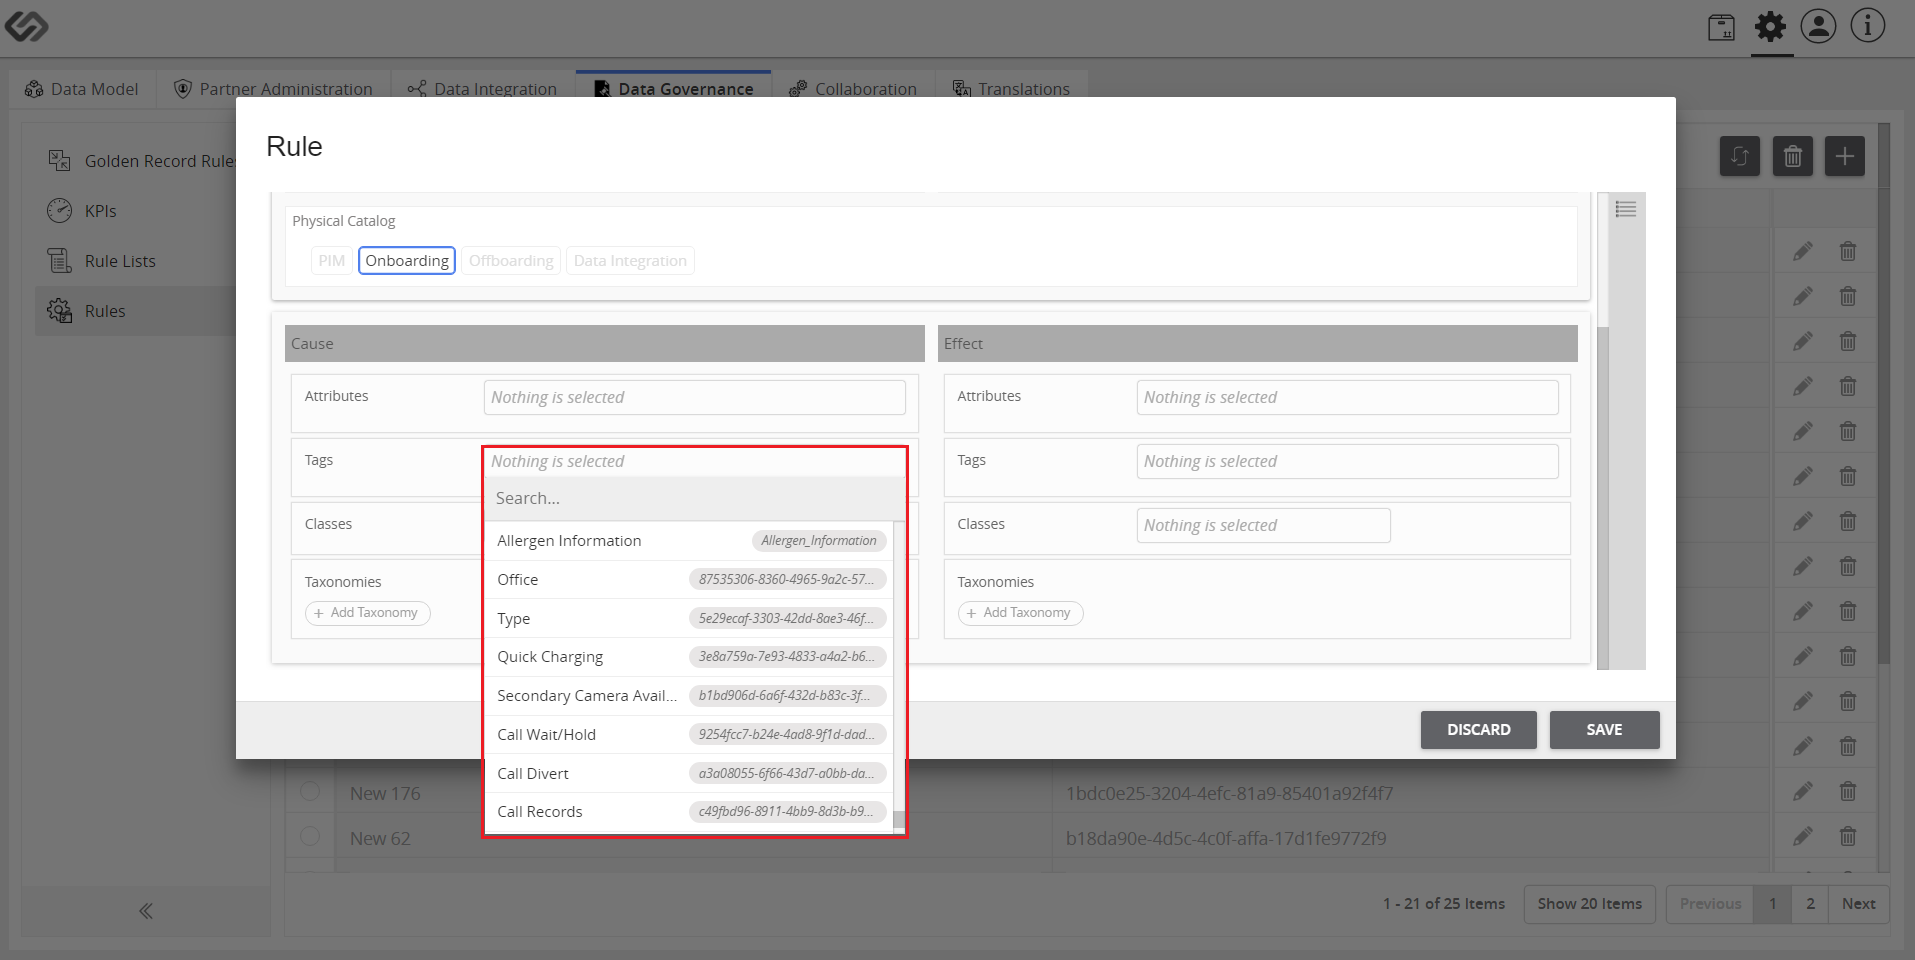 Data Model
Partner Administration
Data Integration
Data Governance
Collaboration
Translations
Golden Record Rule
KPIs
Rule Lists
Rules
Rule
Physical Catalog
PIM
Onboarding
Offboarding
Data Integration
Cause
Effect
Attributes
Nothing is selected
Attributes
Nothing is selected
Tags
Nothing is selected
Tags
Nothing is selected
Search...
Classes
Classes
Nothing is selected
Allergen Information
Allergen_Information
Office
87535306-8360-4965-9a2c-57...
Taxonomies
Taxonomies
+ Add Taxonomy
+ Add Taxonomy
Type
5e29ecaf-3303-42dd-8ae3-46f...
Quick Charging
3e8a759a-7e93-4833-a4a2-b6...
Secondary Camera Avail...
b1bd906d-6a6f-432d-b83c-3f...
Call Wait/Hold
9254fcc7-b24e-4ad8-9f1d-dad...
Call Divert
a3a08055-6f66-43d7-a0bb-da...
Call Records
c49fbd96-8911-4bb9-8d3b-b9...
DISCARD
SAVE
New 176
1bdc0e25-3204-4efc-81a9-85401a92f4f7
New 62
b18da90e-4d5c-4c0f-affa-17d1fe9772f9
1 - 21 of 25 Items
Show 20 Items
Previous
1
2
Next